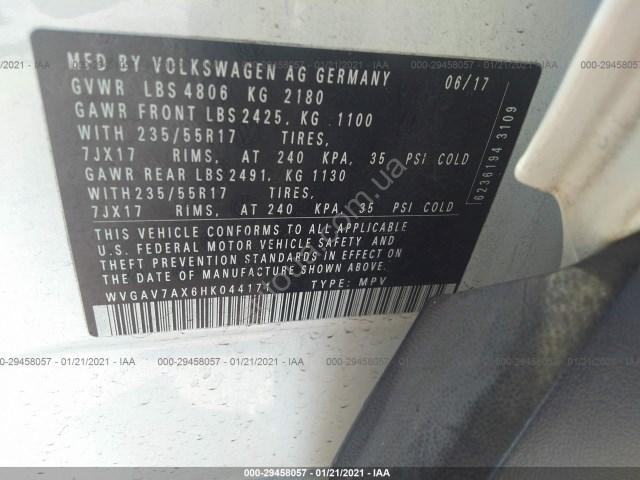 MFD BY VOLKSWAGEN AG GERMANY 06/17
GVWR LBS 4806 KG 2180
GAWR FRONT LBS 2425, KG 1100
WITH 235/55R17 TIRES,
7JX17 RIMS, AT 240 KPA, 35 PSI COLD
GAWR REAR LBS 2491, KG 1130
WITH 235/55R17 TIRES,
7JX17 RIMS, AT 240 KPA, 35 PSI COLD
THIS VEHICLE CONFORMS TO ALL APPLICABLE
U.S. FEDERAL MOTOR VEHICLE SAFETY AND
THEFT PREVENTION STANDARDS IN EFFECT ON
THE DATE OF MANUFACTURE SHOWN ABOVE.
WVGAV7AX6HK044171 TYPE: MPV
6236194 3109
000-29458057 - 01/21/2021 - IAA